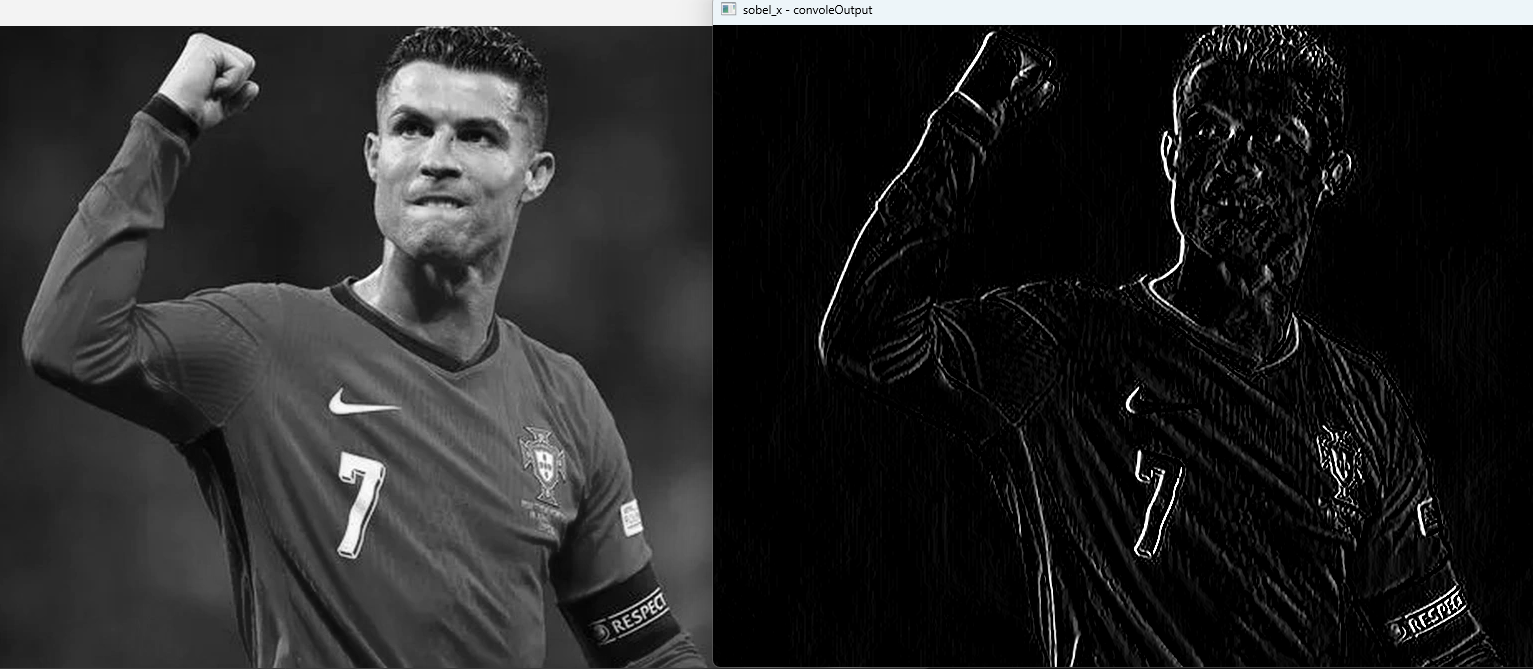 sobel_x - convoleOutput
7
RESPECT
7
RESPECT